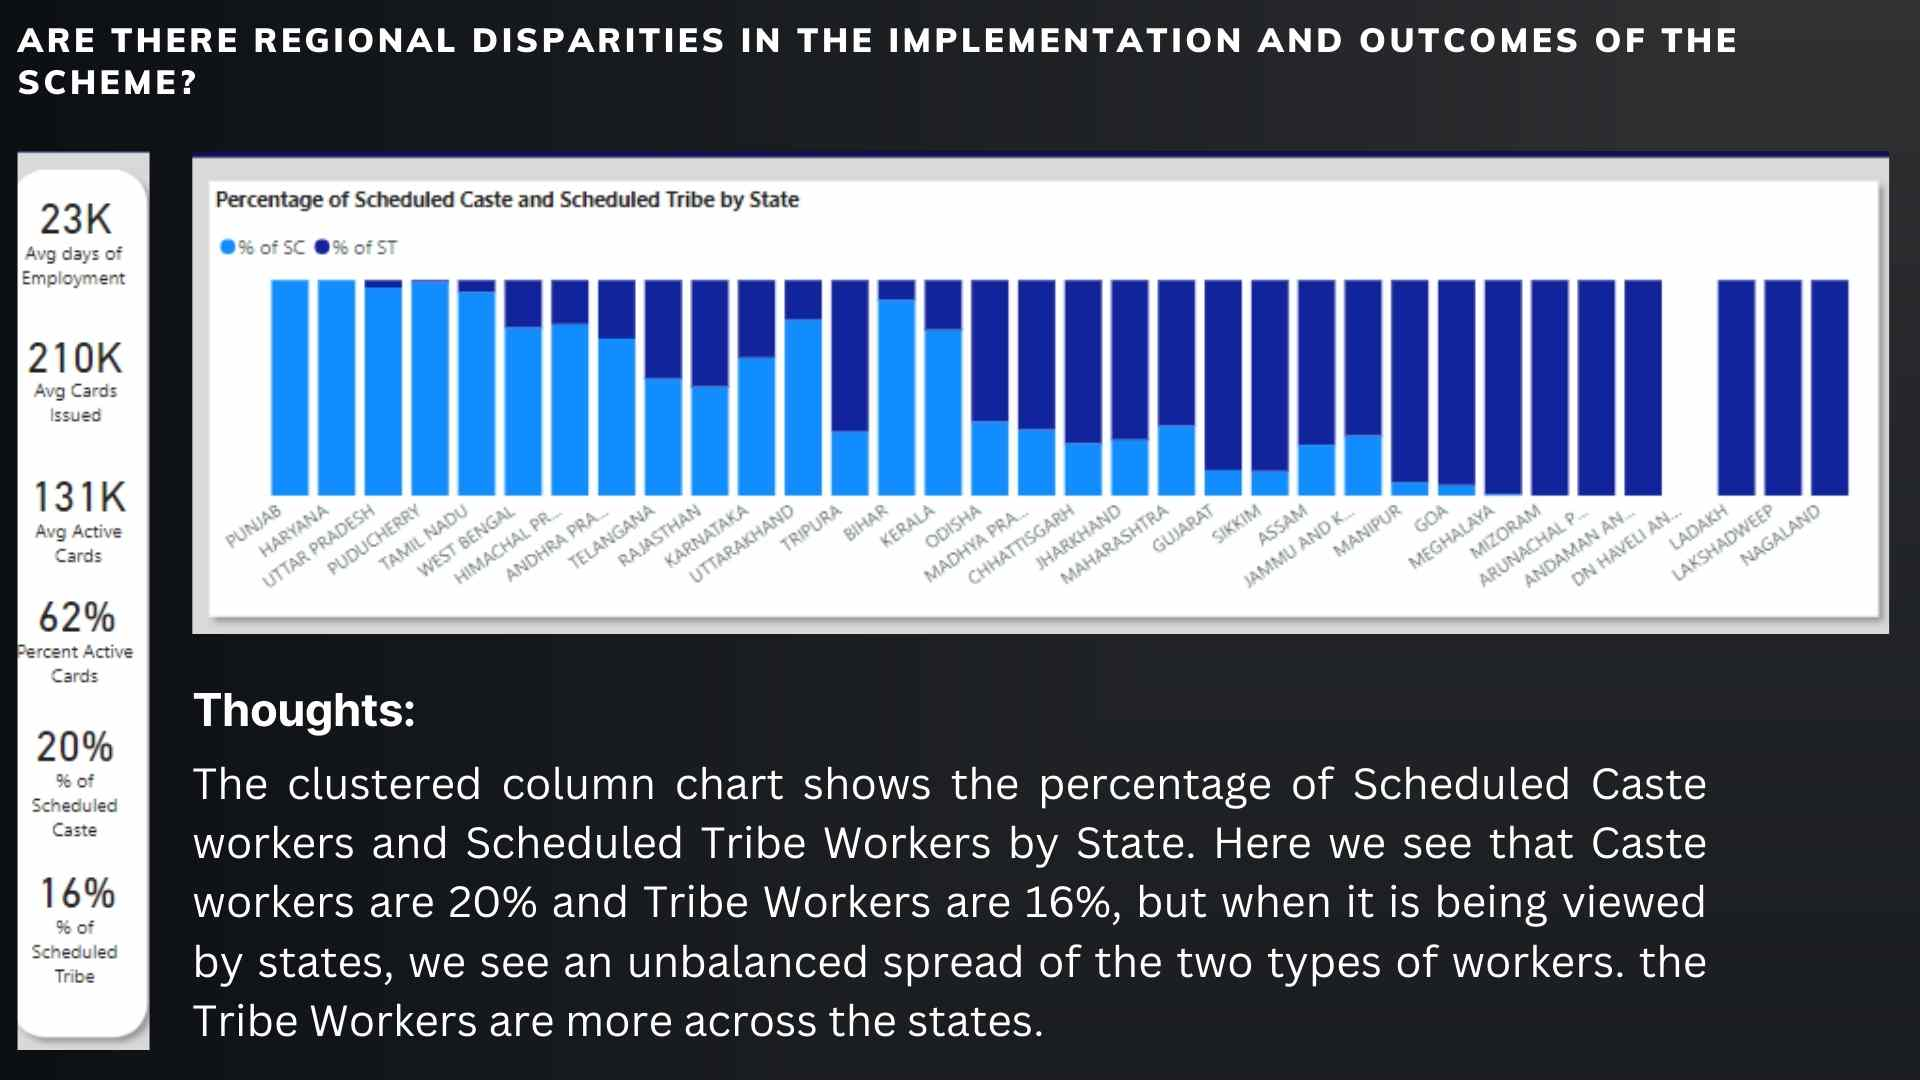 ARE THERE REGIONAL DISPARITIES IN THE IMPLEMENTATION AND OUTCOMES OF THE
SCHEME?
23K
Avg days of
Employment
210K
Avg Cards
Issued
131K
Avg Active
Cards
62%
Percent Active
Cards
20%
% of
Scheduled
Caste
16%
% of
Scheduled
Tribe
Percentage of Scheduled Caste and Scheduled Tribe by State
% of SC % of ST
PUNJAB
HARYANA
UTTAR PRADESH
PUDUCHERRY
TAMIL NADU
WEST BENGAL
HIMACHAL PR...
ANDHRA PRA...
TELANGANA
RAJASTHAN
KARNATAKA
UTTARAKHAND
TRIPURA
BIHAR
KERALA
ODISHA
MADHYA PRA...
CHHATTISGARH
JHARKHAND
MAHARASHTRA
GUJARAT
SIKKIM
ASSAM
JAMMU AND K...
MANIPUR
GOA
MEGHALAYA
MIZORAM
ARUNACHAL P...
ANDAMAN AN...
DN HAVELI AN...
LADAKH
LAKSHADWEEP
NAGALAND
Thoughts:
The clustered column chart shows the percentage of Scheduled Caste
workers and Scheduled Tribe Workers by State. Here we see that Caste
workers are 20% and Tribe Workers are 16%, but when it is being viewed
by states, we see an unbalanced spread of the two types of workers. the
Tribe Workers are more across the states.